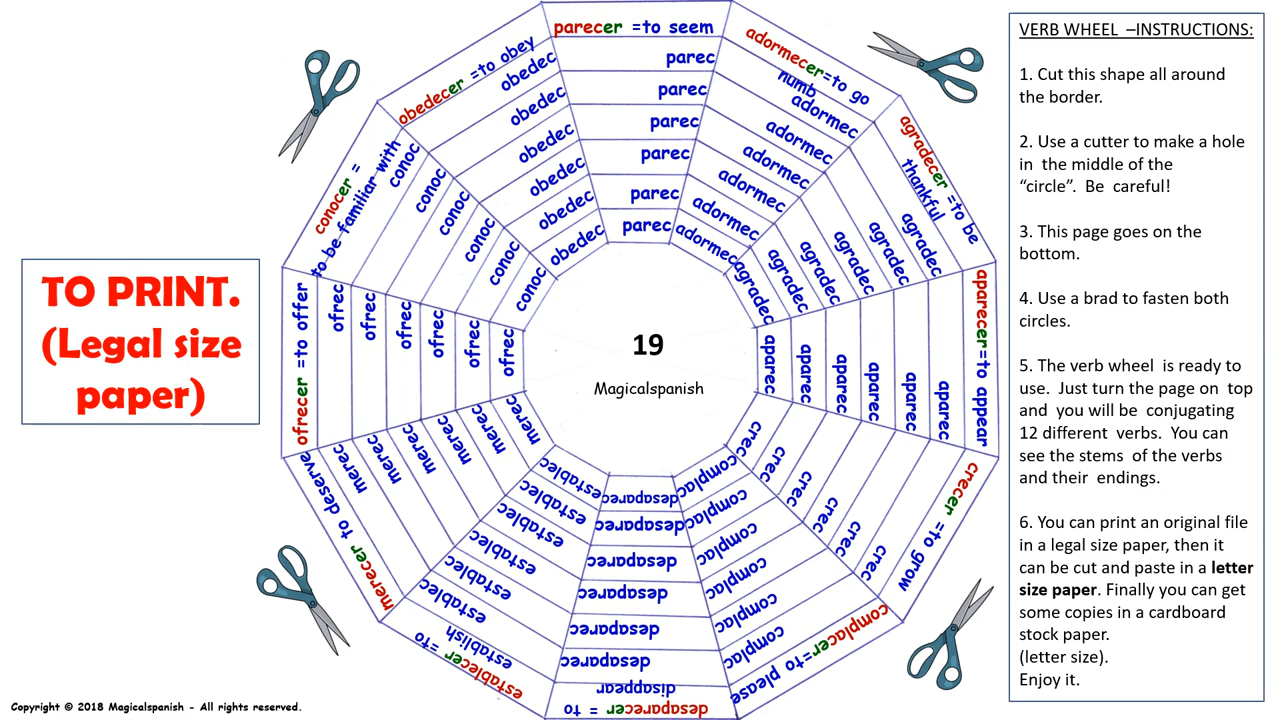 TO PRINT.
(Legal size
paper)
parecer =to seem
parec
parec
parec
parec
parec
parec
adormecer=to go
numb
adormec
adormec
adormec
adormec
adormec
adormec
agradecer =to be
thankful
agradec
agradec
agradec
agradec
agradec
agradec
aparecer=to appear
aparec
aparec
aparec
aparec
aparec
aparec
crecer =to grow
crec
crec
crec
crec
crec
crec
complacer=to please
complac
complac
complac
complac
complac
complac
desaparecer = to
disappear
desaparec
desaparec
desaparec
desaparec
desaparec
desaparec
establecer =to
establish
establec
establec
establec
establec
establec
establec
merecer to deserve
merec
merec
merec
merec
merec
merec
ofrecer =to offer
ofrec
ofrec
ofrec
ofrec
ofrec
ofrec
conocer =
to be familiar with
conoc
conoc
conoc
conoc
conoc
conoc
obedecer =to obey
obedec
obedec
obedec
obedec
obedec
obedec
19
Magicalspanish
VERB WHEEL –INSTRUCTIONS:
1. Cut this shape all around
the border.
2. Use a cutter to make a hole
in the middle of the
“circle”. Be careful!
3. This page goes on the
bottom.
4. Use a brad to fasten both
circles.
5. The verb wheel is ready to
use. Just turn the page on top
and you will be conjugating
12 different verbs. You can
see the stems of the verbs
and their endings.
6. You can print an original file
in a legal size paper, then it
can be cut and paste in a letter
size paper. Finally you can get
some copies in a cardboard
stock paper.
(letter size).
Enjoy it.
Copyright © 2018 Magicalspanish - All rights reserved.